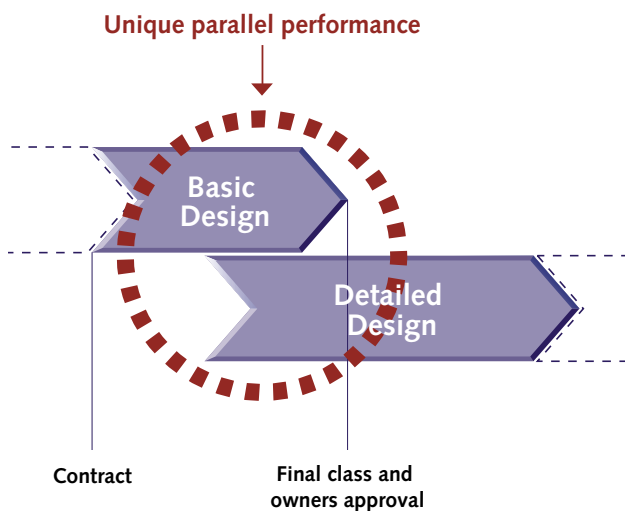 Unique parallel performance
Basic
Design
Detailed
Design
Contract
Final class and
owners approval